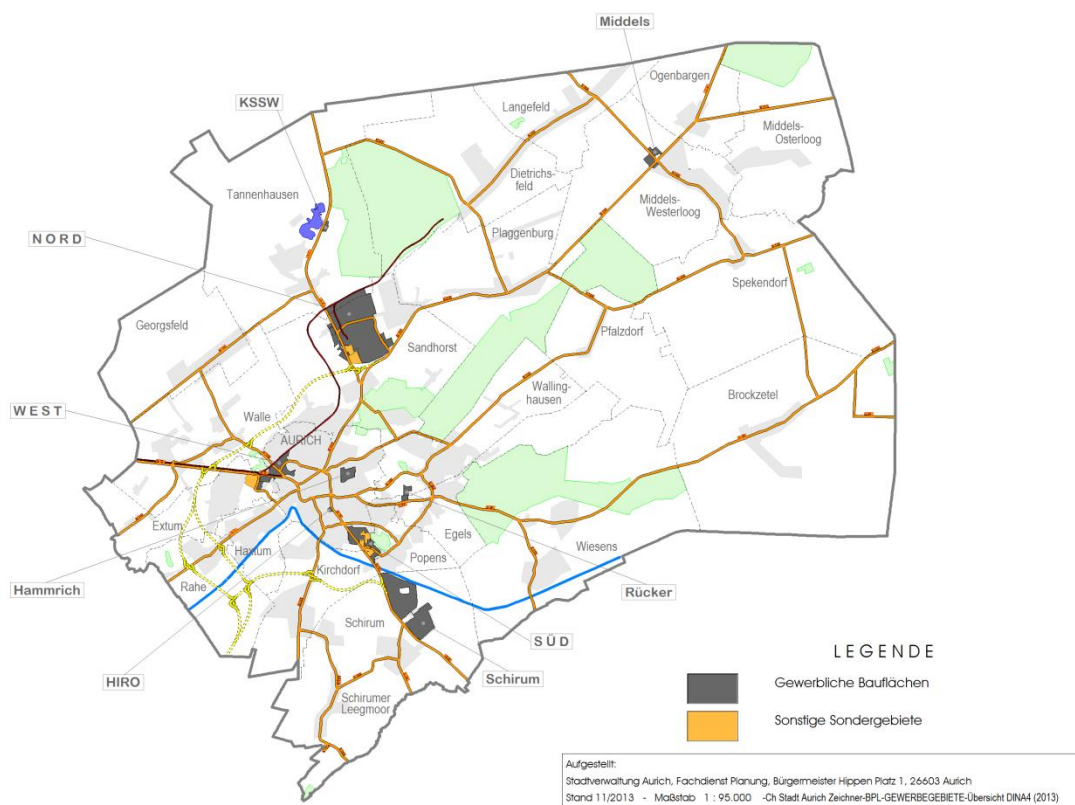 Middels
Ogenbargen
KSSW
Langefeld
Middels-
Osterloog
Dietrichs-
feld
Tannenhausen
Middels-
Westerloog
NORD
Plaggenburg
Spekendorf
Georgsfeld
Pfalzdorf
Sandhorst
Walling-
hausen
Brockzetel
WEST
Walle
AURICH
Extum
Egels
Wiesens
Haxtum
Popens
Kirchdorf
Hammrich
Rahe
Rücker
Schirum
SÜD
HIRO
Schirum
Schirumer
Leegmoor
LEGENDE
Gewerbliche Bauflächen
Sonstige Sondergebiete
Aufgestellt:
Stadtverwaltung Aurich, Fachdienst Planung, Bürgermeister Hippen Platz 1, 26603 Aurich
Stand 11/2013 - Maßstab 1 : 95.000 -Ch Stadt Aurich Zeichner-BPL-GEWERBEGEBIETE-Übersicht DINA4 (2013)